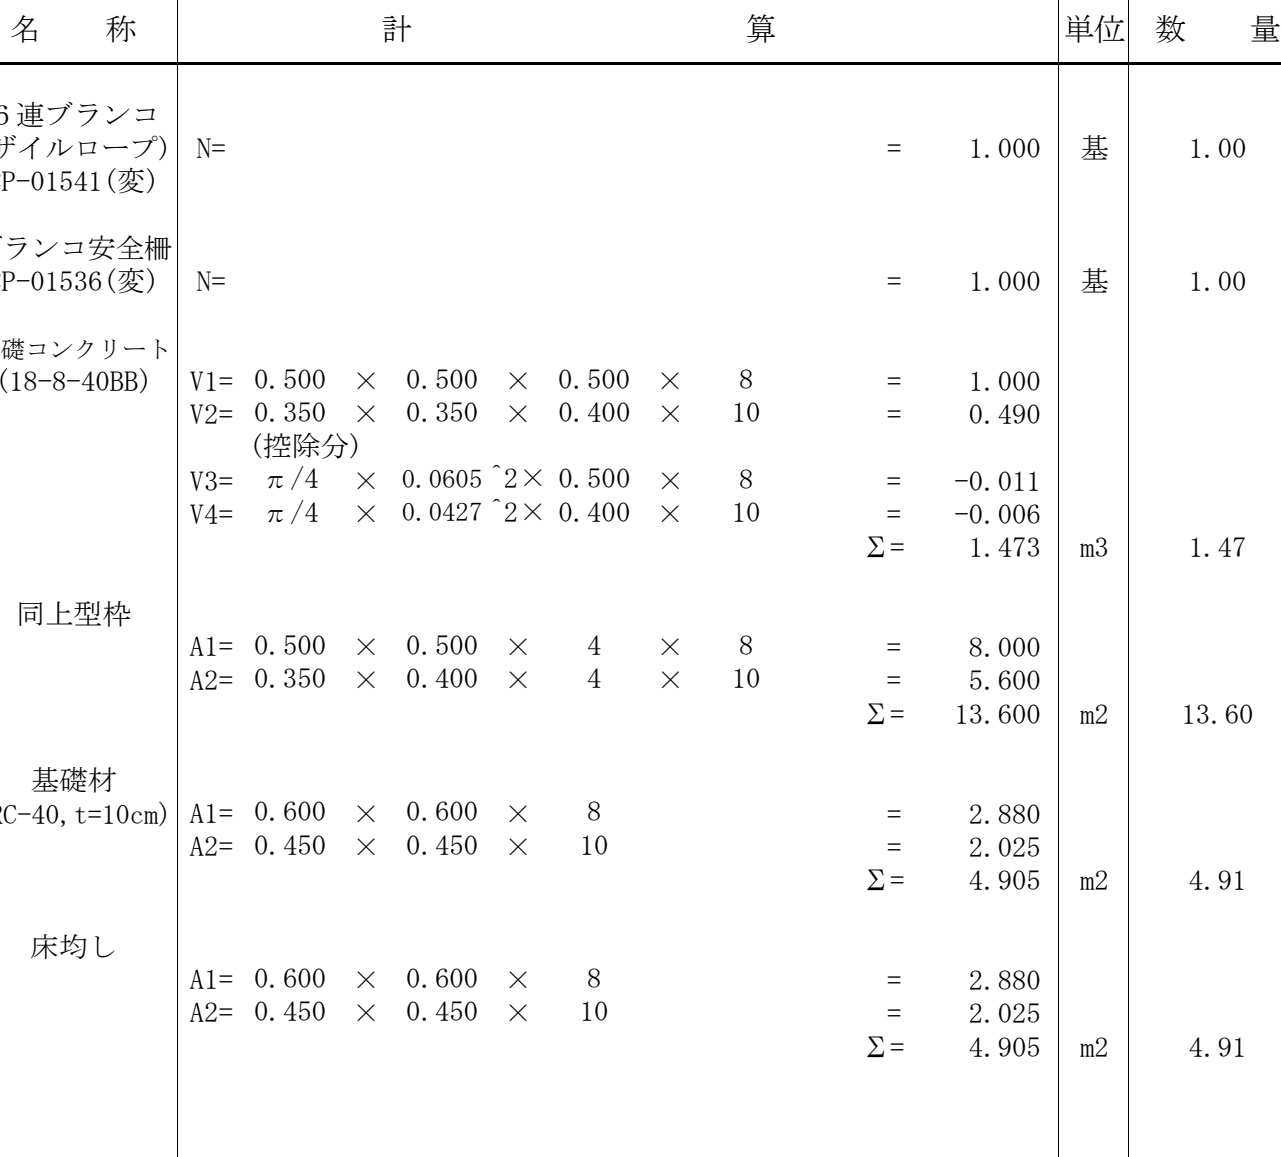 名 称 計 算 単位 数 量
6連ブランコ
ザイルロープ) N= = 1.000 基 1.00
P-01541(変)
ランコ安全柵
P-01536(変) N= = 1.000 基 1.00
礎コンクリート
(18-8-40BB) V1= 0.500 × 0.500 × 0.500 × 8 = 1.000
V2= 0.350 × 0.350 × 0.400 × 10 = 0.490
(控除分)
V3= π/4 × 0.0605^2× 0.500 × 8 = -0.011
V4= π/4 × 0.0427^2× 0.400 × 10 = -0.006
Σ= 1.473 m3 1.47
同上型枠
A1= 0.500 × 0.500 × 4 × 8 = 8.000
A2= 0.350 × 0.400 × 4 × 10 = 5.600
Σ= 13.600 m2 13.60
基礎材
RC-40,t=10cm) A1= 0.600 × 0.600 × 8 = 2.880
A2= 0.450 × 0.450 × 10 = 2.025
Σ= 4.905 m2 4.91
床均し
A1= 0.600 × 0.600 × 8 = 2.880
A2= 0.450 × 0.450 × 10 = 2.025
Σ= 4.905 m2 4.91